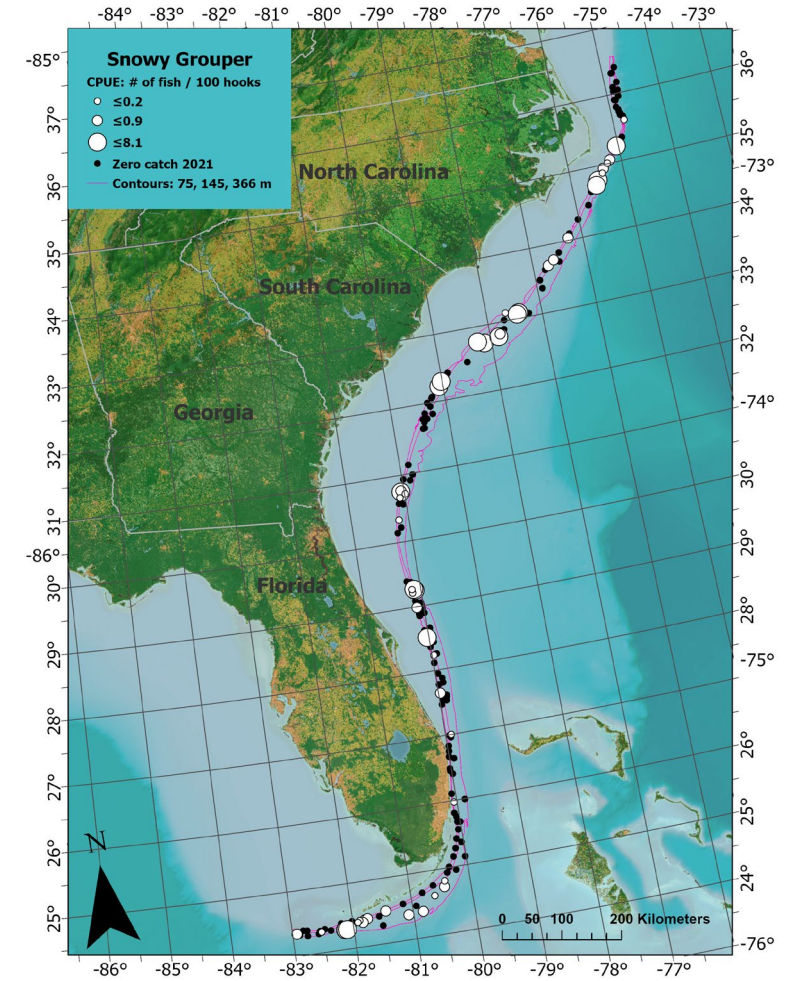 -84° -83° -82° -81° -80° -79° -78° -77° -76° -75° -74° -73°
Snowy Grouper
CPUE: # of fish / 100 hooks
≤0.2
≤0.9
≤8.1
Zero catch 2021
Contours: 75, 145, 366 m
-85°
37°
36°
35°
34°
33°
32°
31°
-86°
30°
29°
28°
27°
26°
25°
North Carolina
South Carolina
Georgia
Florida
36°
35°
-73°
34°
33°
32°
-74°
30°
29°
28°
-75°
26°
25°
24°
-76°
N
0 50 100 200 Kilometers
-86° -85° -84° -83° -82° -81° -80° -79° -78° -77°